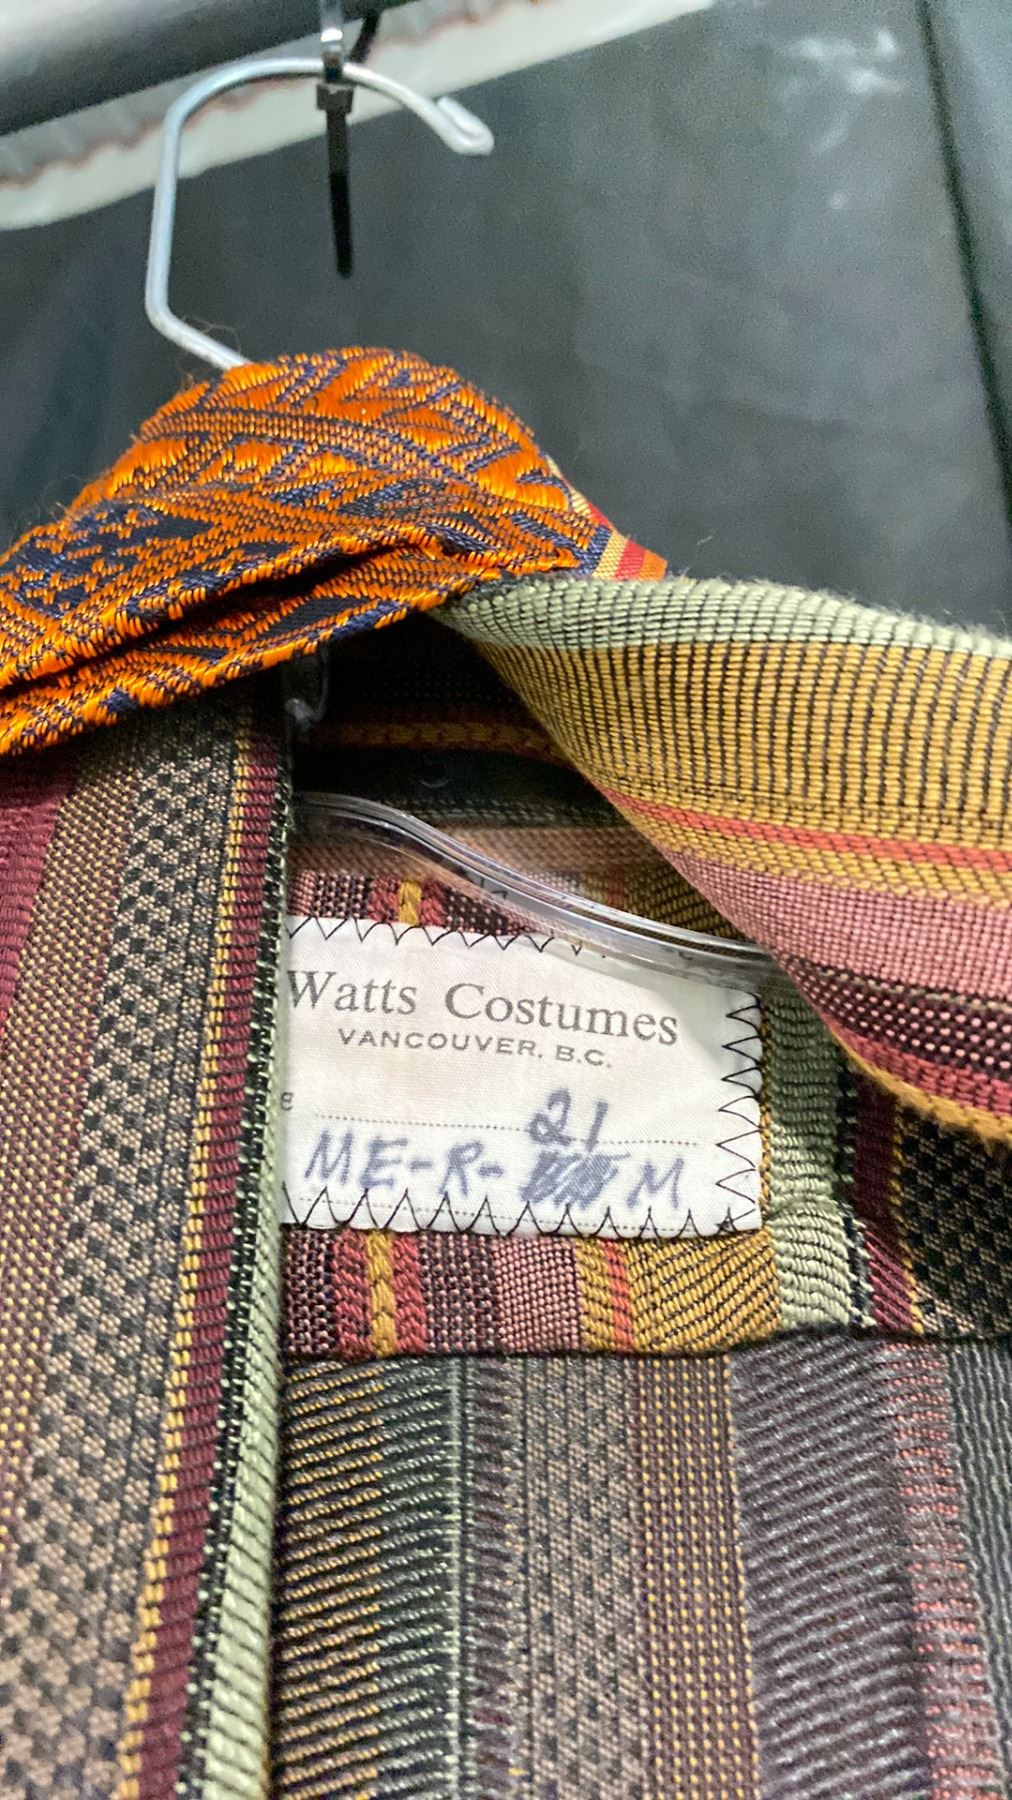 Watts Costumes
VANCOUVER, B.C.
21
ME-R- M